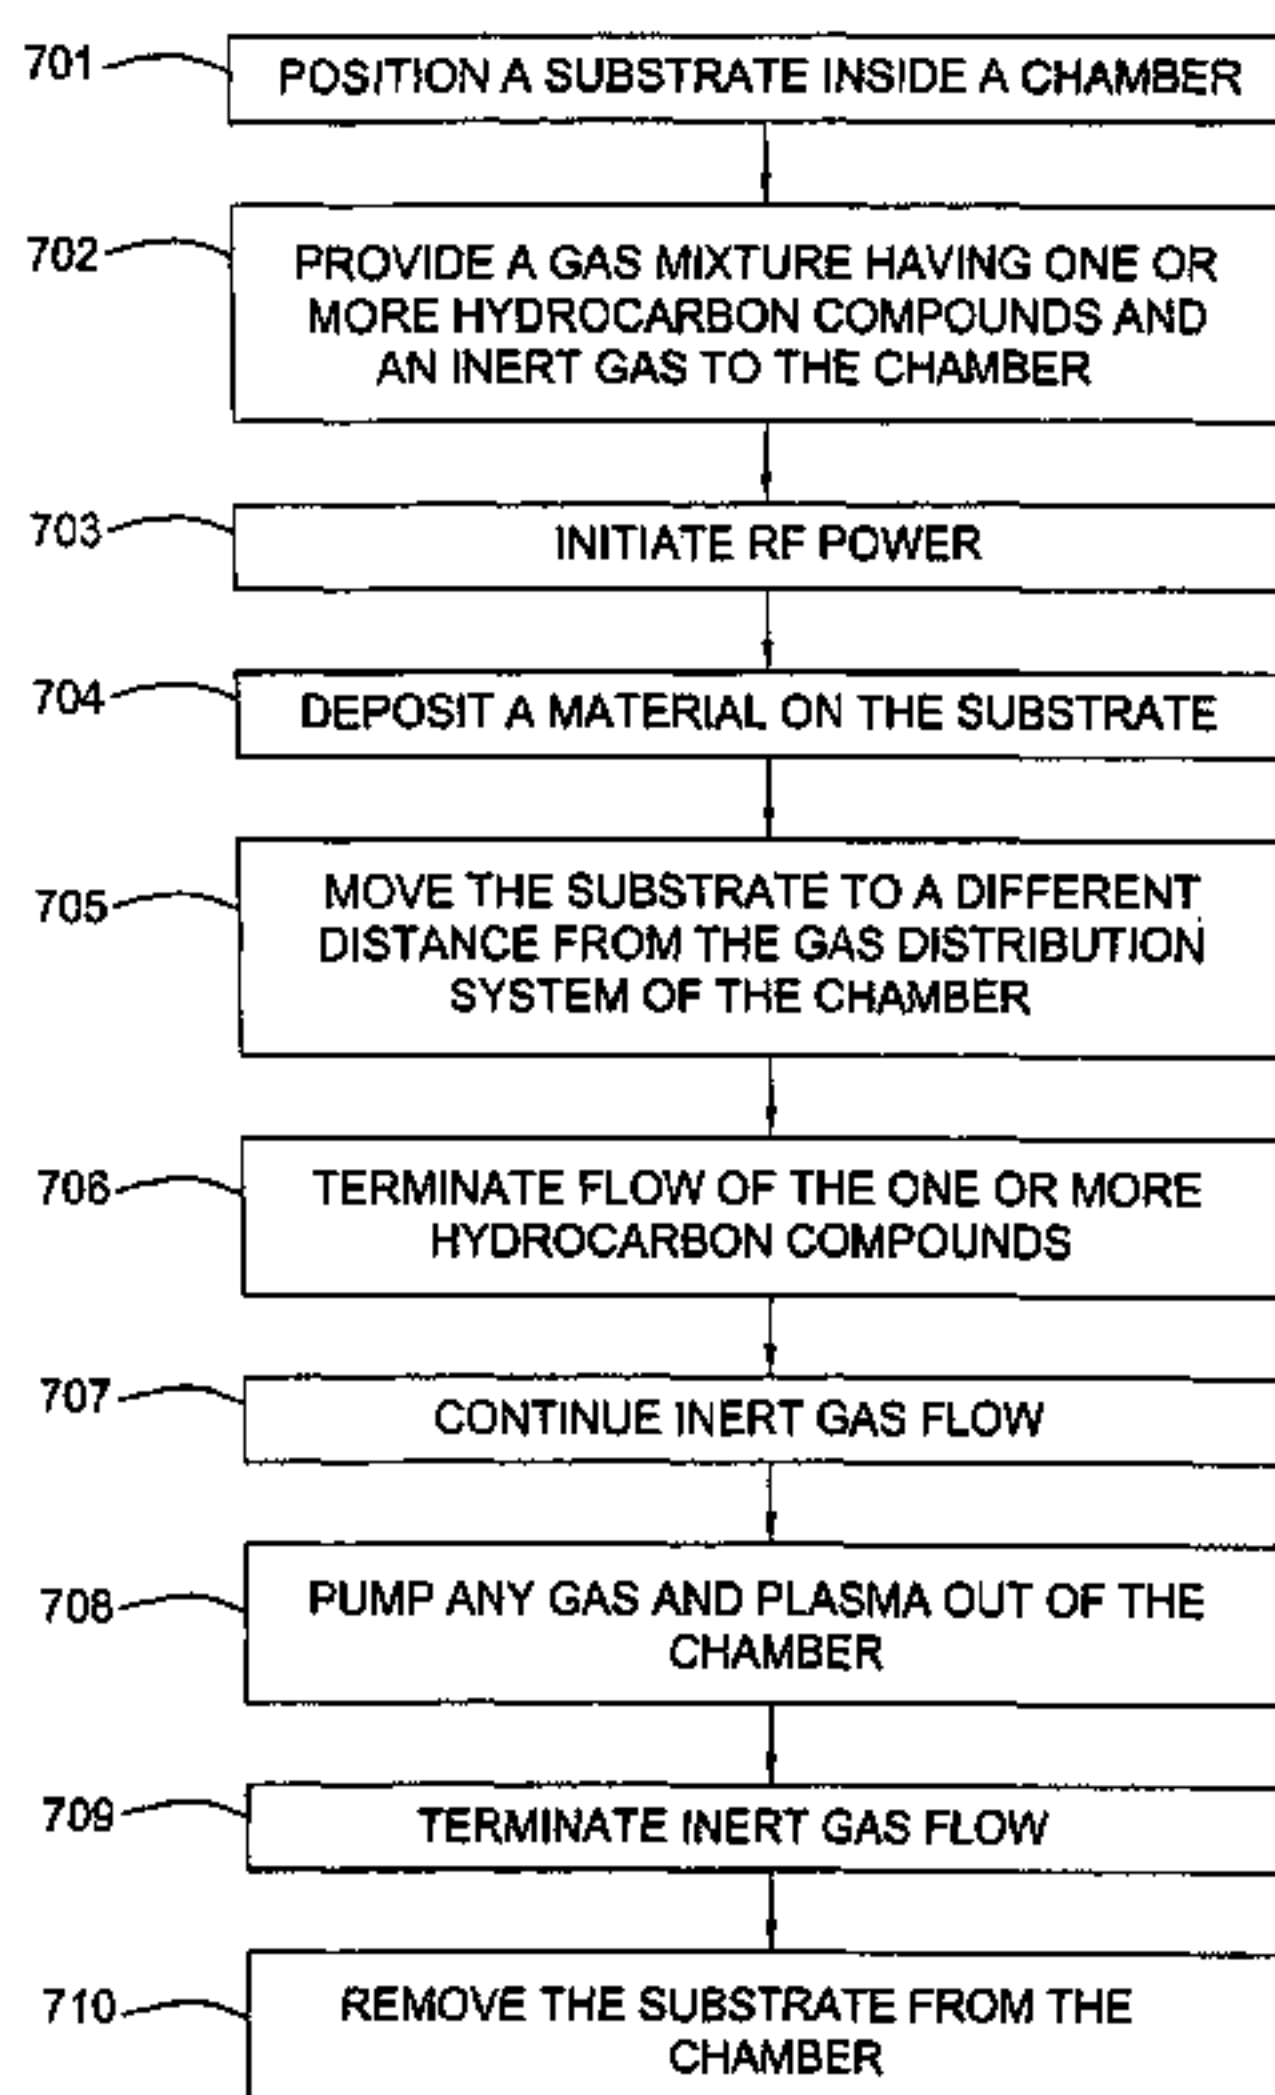 701
POSITION A SUBSTRATE INSIDE A CHAMBER
702
PROVIDE A GAS MIXTURE HAVING ONE OR
MORE HYDROCARBON COMPOUNDS AND
AN INERT GAS TO THE CHAMBER
703
INITIATE RF POWER
704
DEPOSIT A MATERIAL ON THE SUBSTRATE
705
MOVE THE SUBSTRATE TO A DIFFERENT
DISTANCE FROM THE GAS DISTRIBUTION
SYSTEM OF THE CHAMBER
706
TERMINATE FLOW OF THE ONE OR MORE
HYDROCARBON COMPOUNDS
707
CONTINUE INERT GAS FLOW
708
PUMP ANY GAS AND PLASMA OUT OF THE
CHAMBER
709
TERMINATE INERT GAS FLOW
710
REMOVE THE SUBSTRATE FROM THE
CHAMBER